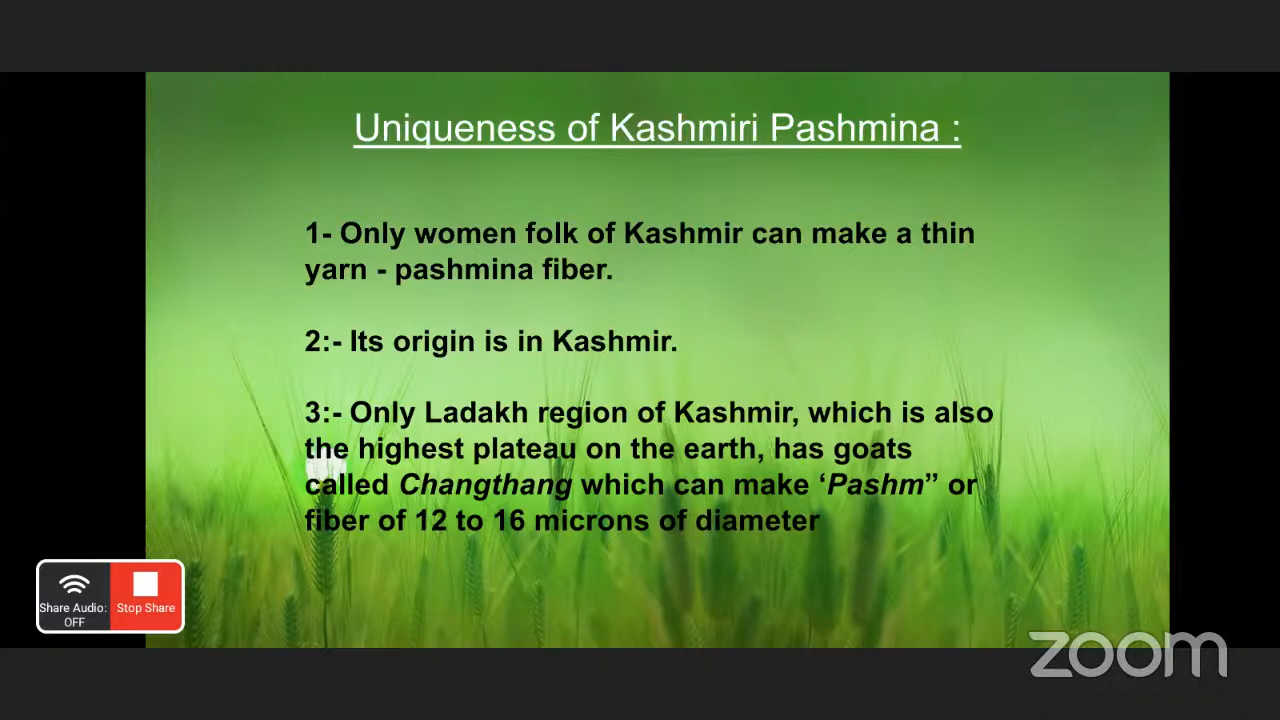 Uniqueness of Kashmiri Pashmina :
1- Only women folk of Kashmir can make a thin
yarn - pashmina fiber.
2:- Its origin is in Kashmir.
3:- Only Ladakh region of Kashmir, which is also
the highest plateau on the earth, has goats
called Changthang which can make ‘Pashm” or
fiber of 12 to 16 microns of diameter
Share Audio:
OFF
Stop Share
zoom